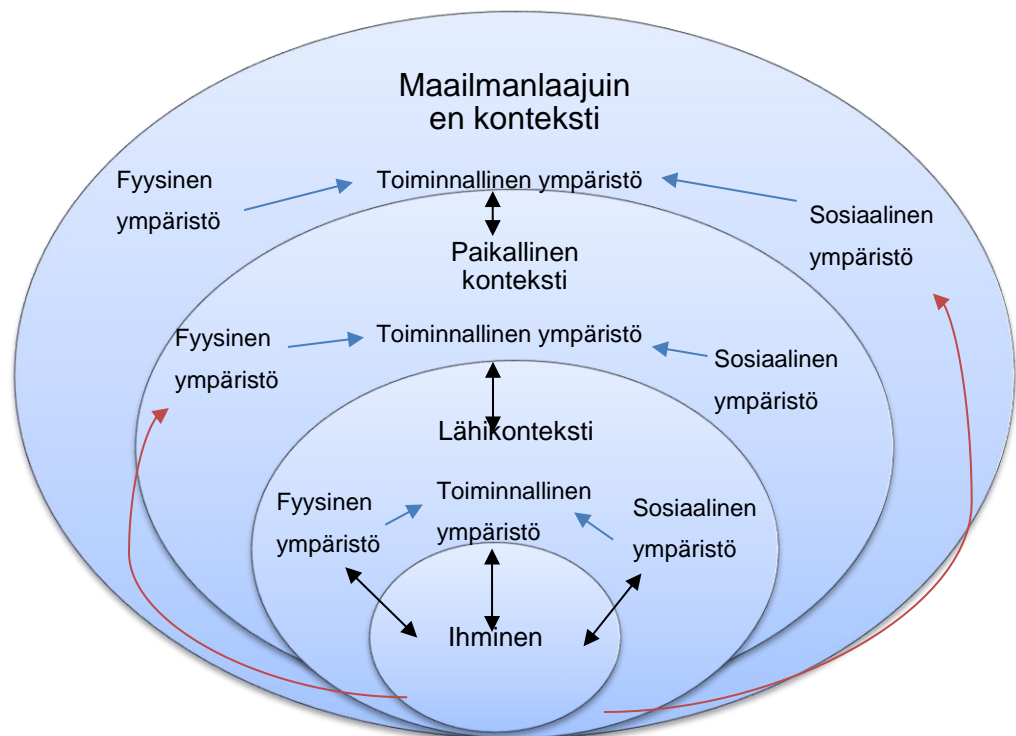 Maailmanlaajuin
en konteksti
Fyysinen
ympäristö
Toiminnallinen ympäristö
Sosiaalinen
ympäristö
Paikallinen
konteksti
Fyysinen
ympäristö
Toiminnallinen ympäristö
Sosiaalinen
ympäristö
Lähikonteksti
Fyysinen
ympäristö
Toiminnallinen
ympäristö
Sosiaalinen
ympäristö
Ihminen